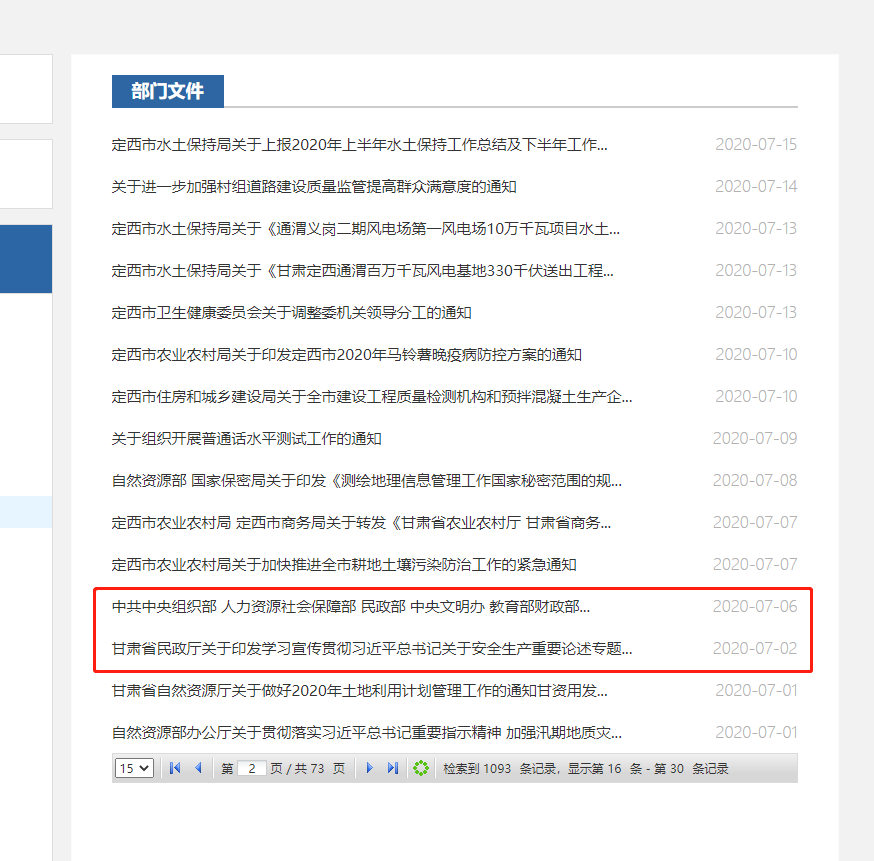 部门文件
定西市水土保持局关于上报2020年上半年水土保持工作总结及下半年工作... 2020-07-15
关于进一步加强村组道路建设质量监管提高群众满意度的通知 2020-07-14
定西市水土保持局关于《通渭义岗二期风电场第一风电场10万千瓦项目水土... 2020-07-13
定西市水土保持局关于《甘肃定西通渭百万千瓦风电基地330千伏送出工程... 2020-07-13
定西市卫生健康委员会关于调整委机关领导分工的通知 2020-07-13
定西市农业农村局关于印发定西市2020年马铃薯晚疫病防控方案的通知 2020-07-10
定西市住房和城乡建设局关于全市建设工程质量检测机构和预拌混凝土生产企... 2020-07-10
关于组织开展普通话水平测试工作的通知 2020-07-09
自然资源部 国家保密局关于印发《测绘地理信息管理工作国家秘密范围的规... 2020-07-08
定西市农业农村局 定西市商务局关于转发《甘肃省农业农村厅 甘肃省商务... 2020-07-07
定西市农业农村局关于加快推进全市耕地土壤污染防治工作的紧急通知 2020-07-07
中共中央组织部 人力资源社会保障部 民政部 中央文明办 教育部财政部... 2020-07-06
甘肃省民政厅关于印发学习宣传贯彻习近平总书记关于安全生产重要论述专题... 2020-07-02
甘肃省自然资源厅关于做好2020年土地利用计划管理工作的通知甘资用发... 2020-07-01
自然资源部办公厅关于贯彻落实习近平总书记重要指示精神 加强汛期地质灾... 2020-07-01
15 第 2 页 / 共 73 页 检索到 1093 条记录，显示第 16 条 - 第 30 条记录